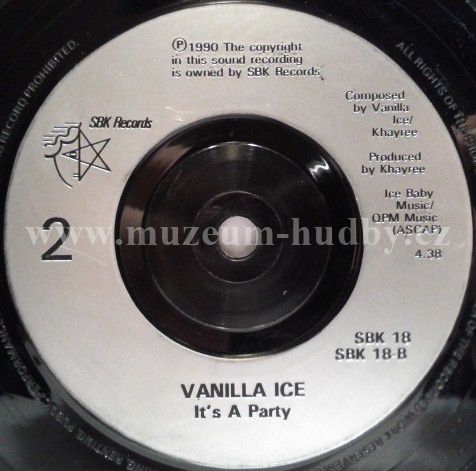 ℗1990 The copyright
in this sound recording
is owned by SBK Records
SBK Records
Composed
by Vanilla
Ice/
Khayree
Produced
by Khayree
Ice Baby
Music/
QPM Music
(ASCAP)
4.38
2
www.muzeum-hudby.cz
SBK 18
SBK 18-B
VANILLA ICE
It's A Party
RECORD PROHIBITED.
ALL RIGHTS OF THE